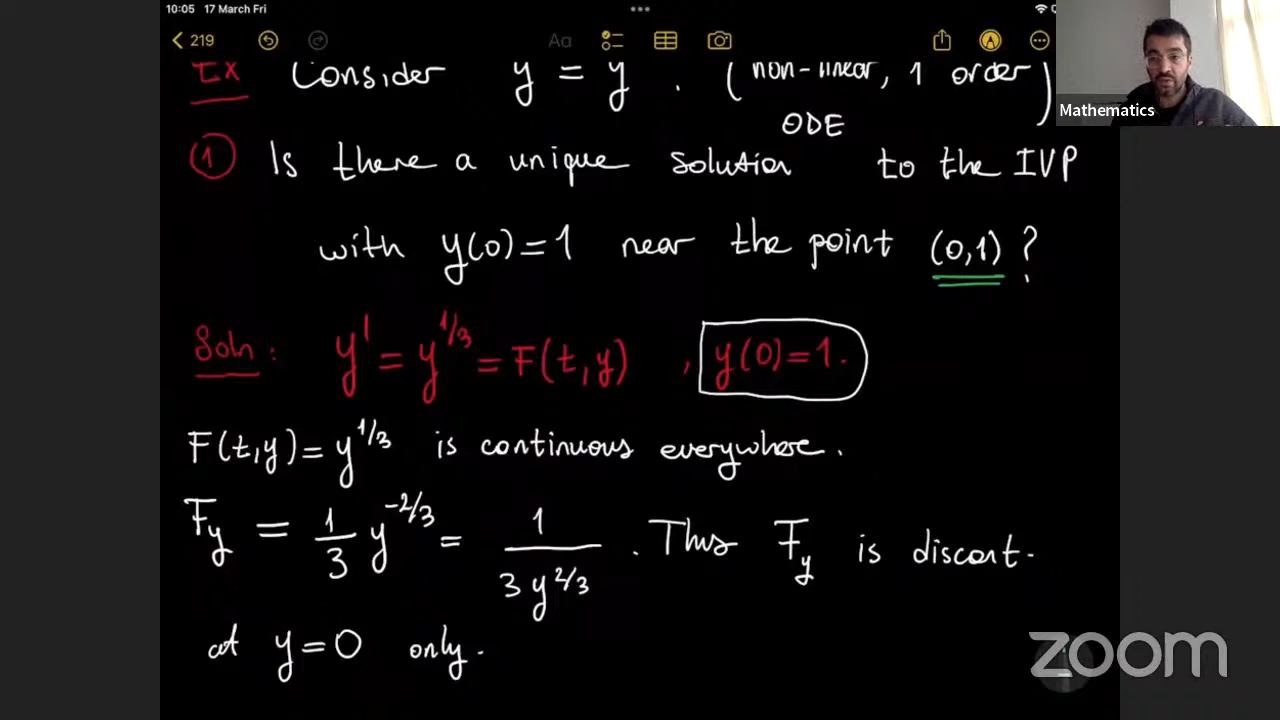 10:05 17 March Fri
219
Aa
Ex Consider y = y . (non-linear, 1 order
ODE
① Is there a unique solution to the IVP
with y(0)=1 near the point (0,1) ?
Soln: y' = y^{1/3} = F(t,y) , y(0)=1.
F(t,y) = y^{1/3} is continuous everywhere.
F_y = \frac{1}{3} y^{-2/3} = \frac{1}{3y^{2/3}} . Thus F_y is discont.
at y=0 only.
Mathematics
zoom